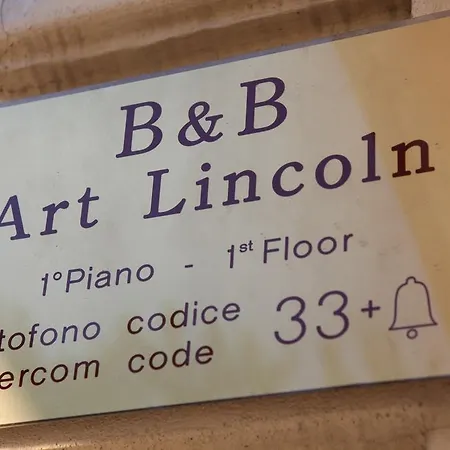 B&B
Art Lincoln
1°Piano - 1st Floor
tofono codice 33+
ercom code